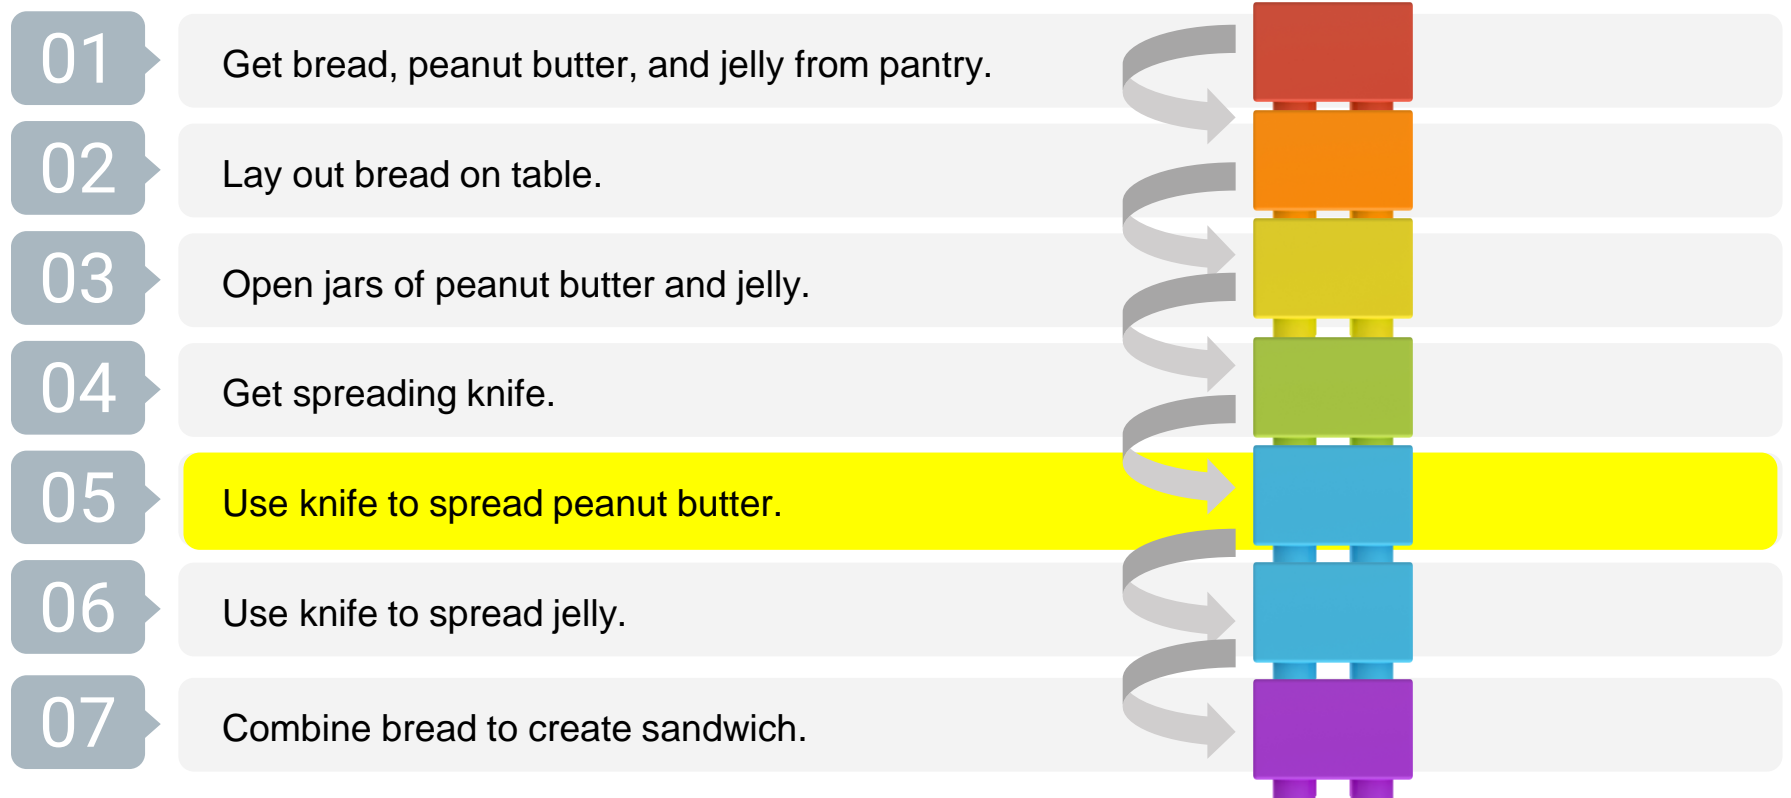 01
Get bread, peanut butter, and jelly from pantry.
02
Lay out bread on table.
03
Open jars of peanut butter and jelly.
04
Get spreading knife.
05
Use knife to spread peanut butter.
06
Use knife to spread jelly.
07
Combine bread to create sandwich.